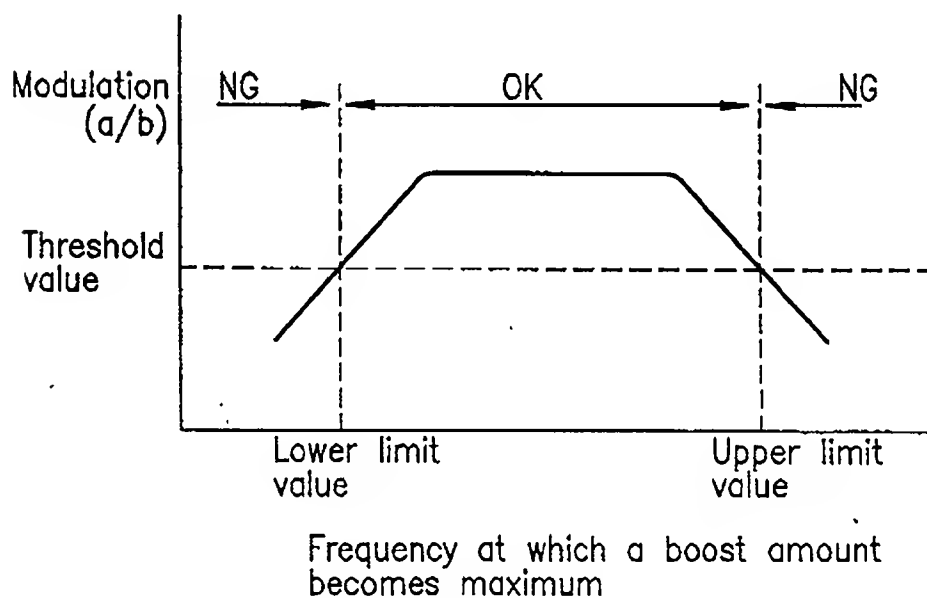 Modulation
(a/b)
NG
OK
NG
Threshold
value
Lower limit
value
Upper limit
value
Frequency at which a boost amount
becomes maximum